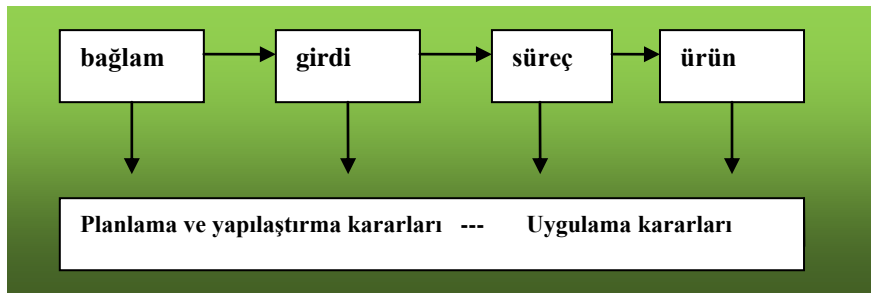 bağlam girdi süreç ürün
Planlama ve yapılaştırma kararları --- Uygulama kararları